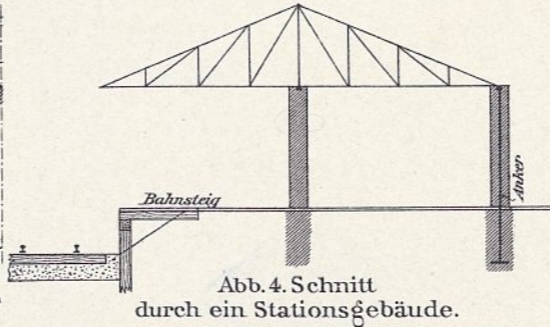 Bahnsteig
Anker
Abb. 4. Schnitt
durch ein Stationsgebäude.